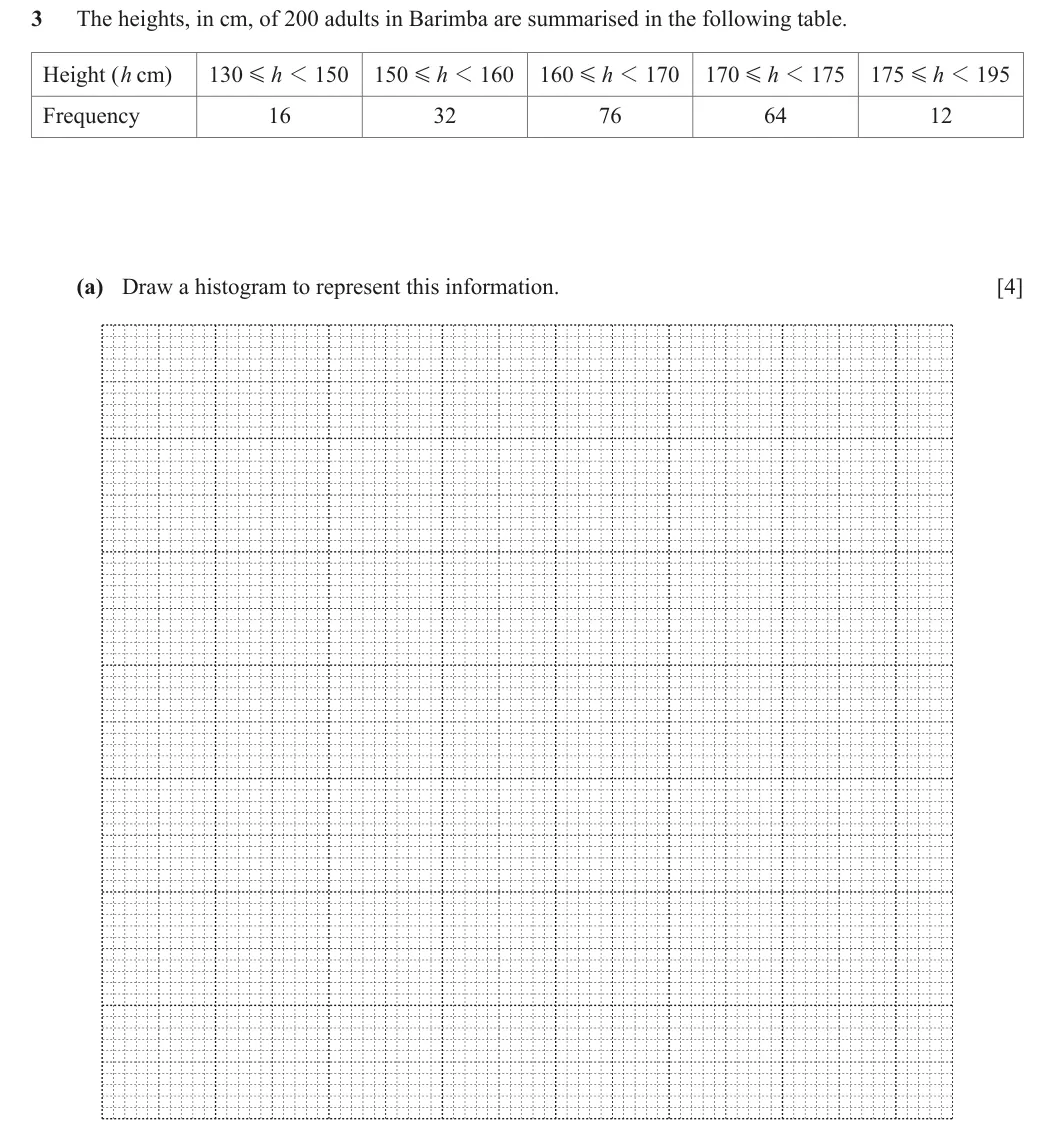 3 The heights, in cm, of 200 adults in Barimba are summarised in the following table.
Height (h cm) 130 ⩽ h < 150 150 ⩽ h < 160 160 ⩽ h < 170 170 ⩽ h < 175 175 ⩽ h < 195
Frequency 16 32 76 64 12
(a) Draw a histogram to represent this information. [4]